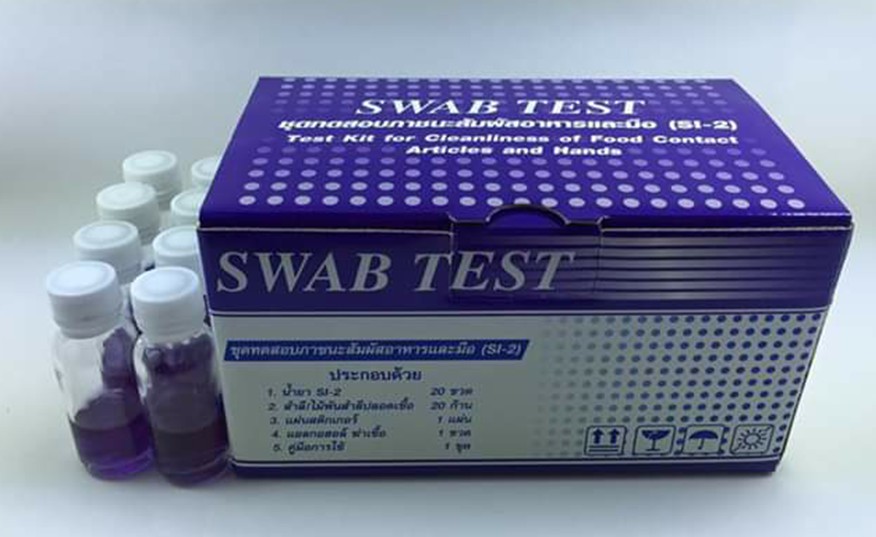 SWAB TEST
ชุดทดสอบภาชนะสัมผัสอาหารและมือ (SI-2)
Test Kit for Cleanliness of Food Contact
Articles and Hands
SWAB TEST
ชุดทดสอบภาชนะสัมผัสอาหารและมือ (SI-2)
ประกอบด้วย
1. น้ำยา SI-2 20 ขวด
2. สำลี/ไม้พันสำลีปลอดเชื้อ 20 ก้าน
3. แผ่นสติกเกอร์ 1 แผ่น
4. แอลกอฮอล์ ฆ่าเชื้อ 1 ขวด
5. คู่มือการใช้ 1 ชุด